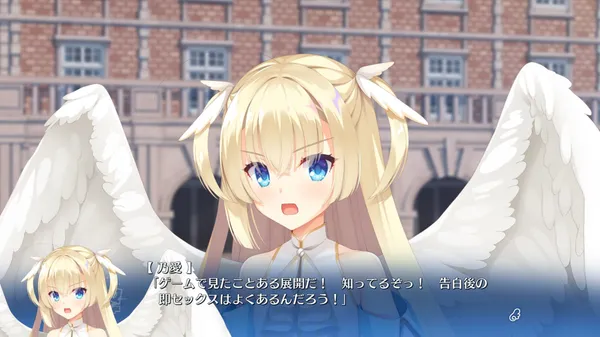 【 乃愛 】
「ゲームで見たことある展開だ！　知ってるぞっ！　告白後の
即セックスはよくあるんだろう！」